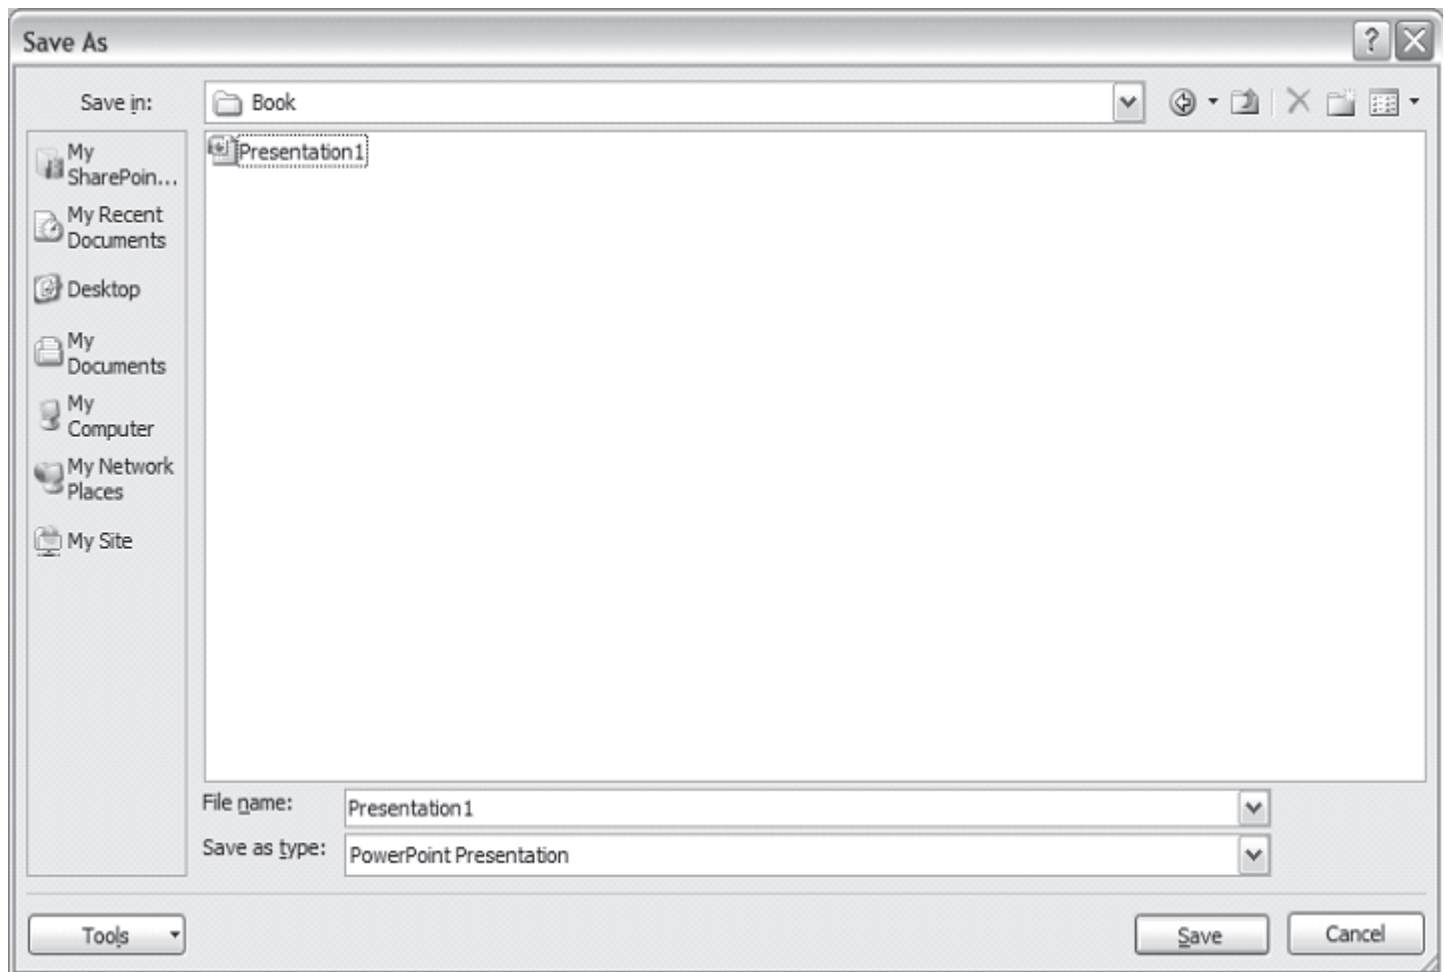 Save As
Save in:
Book
My
SharePoin...
My Recent
Documents
Desktop
My
Documents
My
Computer
My Network
Places
My Site
Presentation1
File name:
Presentation1
Save as type:
PowerPoint Presentation
Tools
Save
Cancel